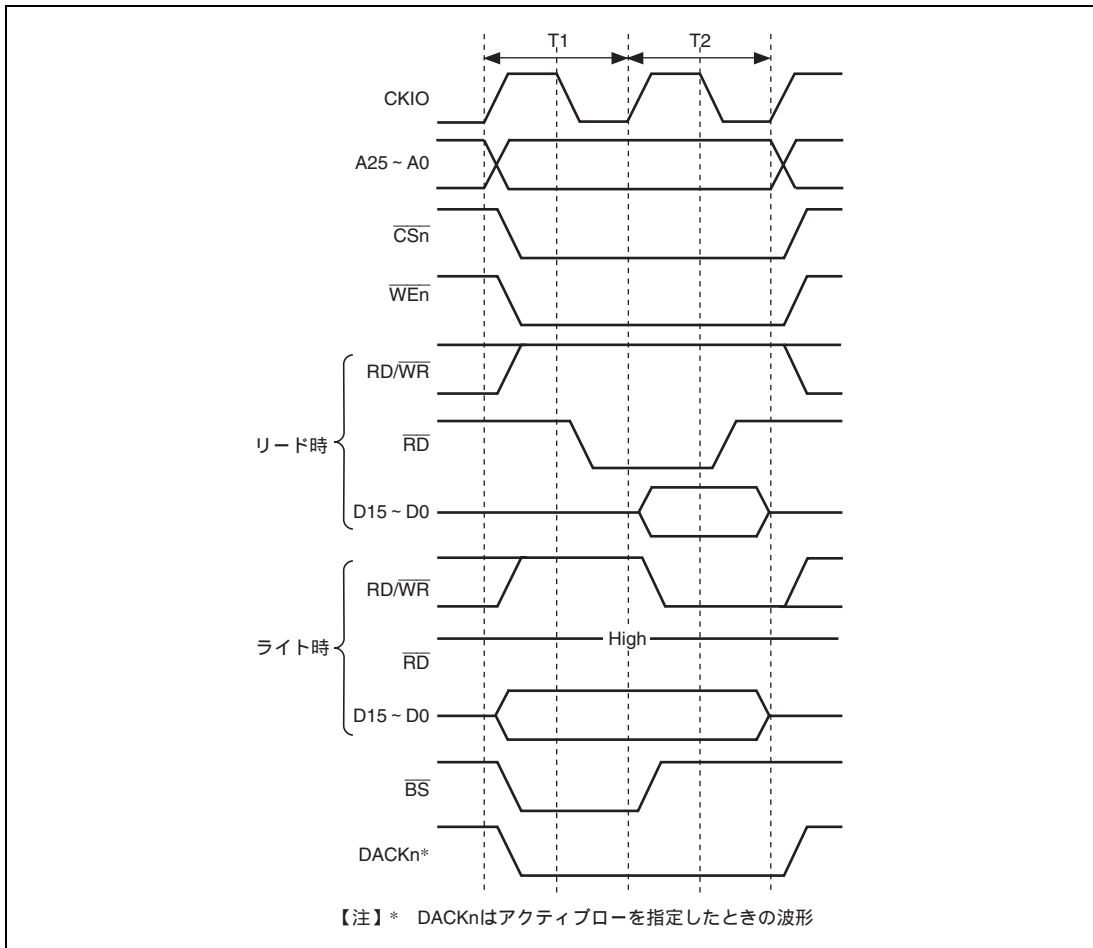 T1 T2
CKIO
A25 ~ A0
CSn
WEn
RD/WR
リード時
RD
D15 ~ D0
RD/WR
High
ライト時
RD
D15 ~ D0
BS
DACKn*
【注】* DACKnはアクティブローを指定したときの波形